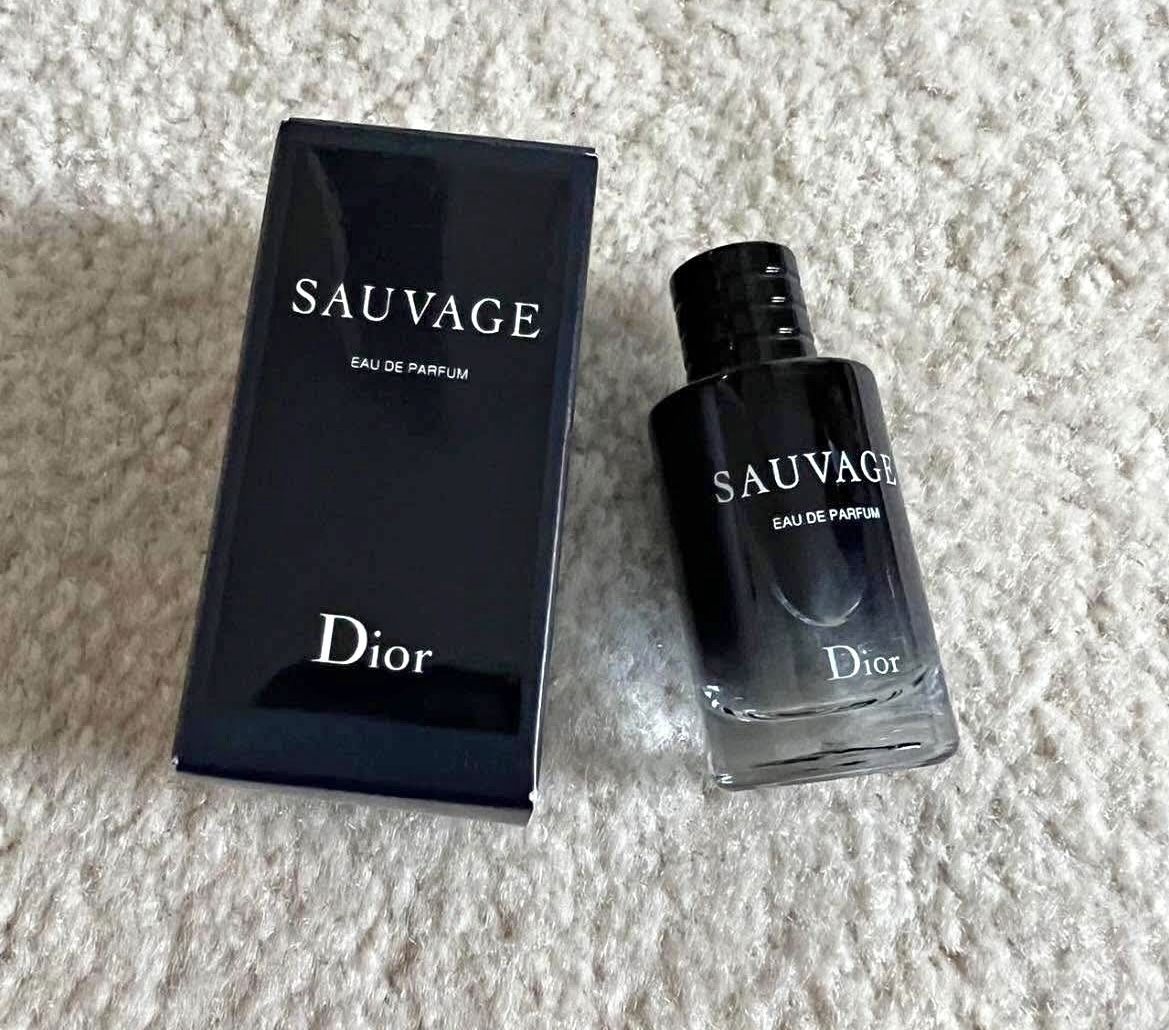 SAUVAGE
EAU DE PARFUM
Dior
SAUVAGE
EAU DE PARFUM
Dior